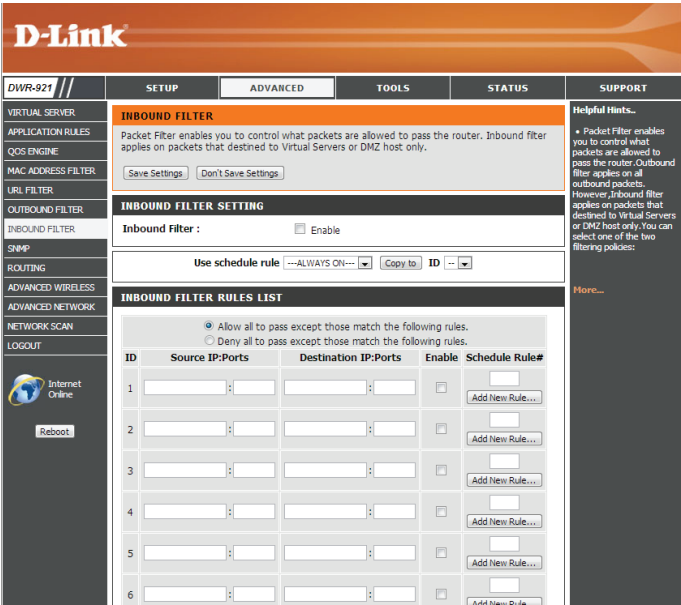 D-Link
DWR-921
SETUP
ADVANCED
TOOLS
STATUS
SUPPORT
VIRTUAL SERVER
APPLICATION RULES
QOS ENGINE
MAC ADDRESS FILTER
URL FILTER
OUTBOUND FILTER
INBOUND FILTER
SNMP
ROUTING
ADVANCED WIRELESS
ADVANCED NETWORK
NETWORK SCAN
LOGOUT
Internet
Online
Reboot
INBOUND FILTER
Packet Filter enables you to control what packets are allowed to pass the router. Inbound filter
applies on packets that destined to Virtual Servers or DMZ host only.
Save Settings Don't Save Settings
INBOUND FILTER SETTING
Inbound Filter : Enable
Use schedule rule ---ALWAYS ON--- Copy to ID --
INBOUND FILTER RULES LIST
Allow all to pass except those match the following rules.
Deny all to pass except those match the following rules.
ID Source IP:Ports Destination IP:Ports Enable Schedule Rule#
1 : : Add New Rule...
2 : : Add New Rule...
3 : : Add New Rule...
4 : : Add New Rule...
5 : : Add New Rule...
6 : : Add New Rule...
Helpful Hints..
• Packet Filter enables
you to control what
packets are allowed to
pass the router.Outbound
filter applies on all
outbound packets.
However,Inbound filter
applies on packets that
destined to Virtual Servers
or DMZ host only.You can
select one of the two
filtering policies:
More...